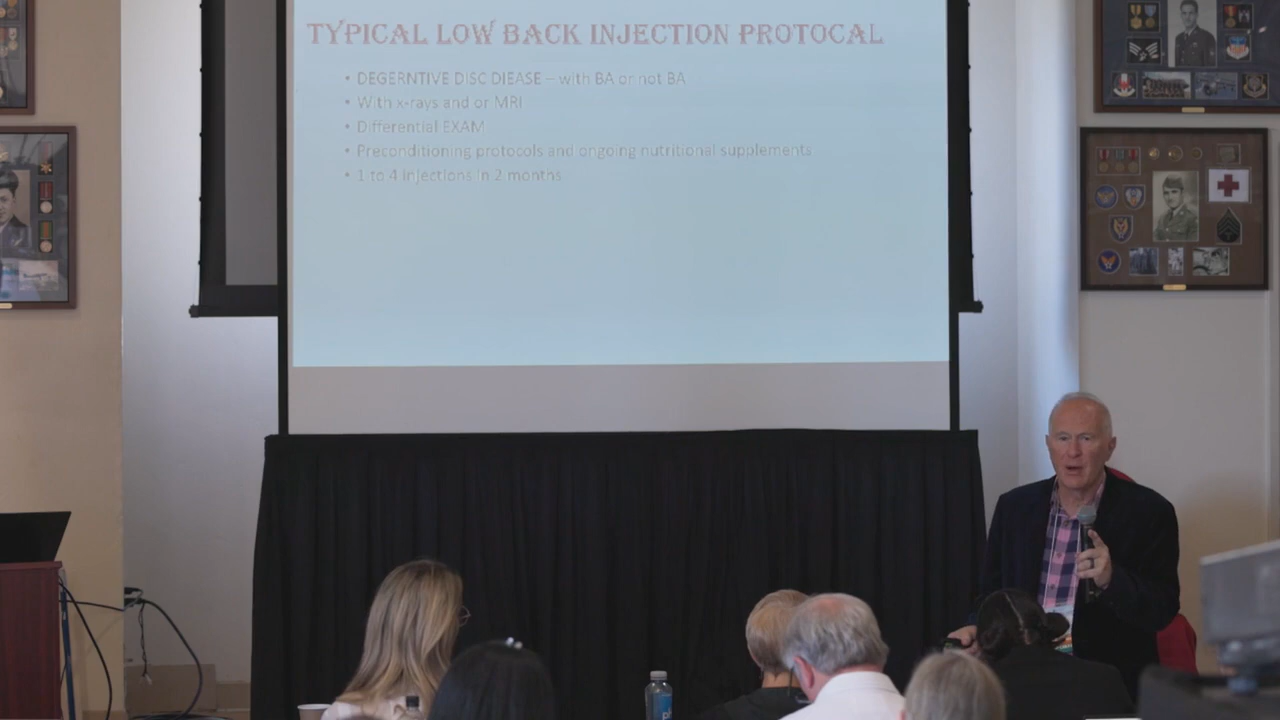 TYPICAL LOW BACK INJECTION PROTOCAL
• DEGERNTIVE DISC DIEASE – with BA or not BA
• With x-rays and or MRI
• Differential EXAM
• Preconditioning protocols and ongoing nutritional supplements
• 1 to 4 injections in 2 months